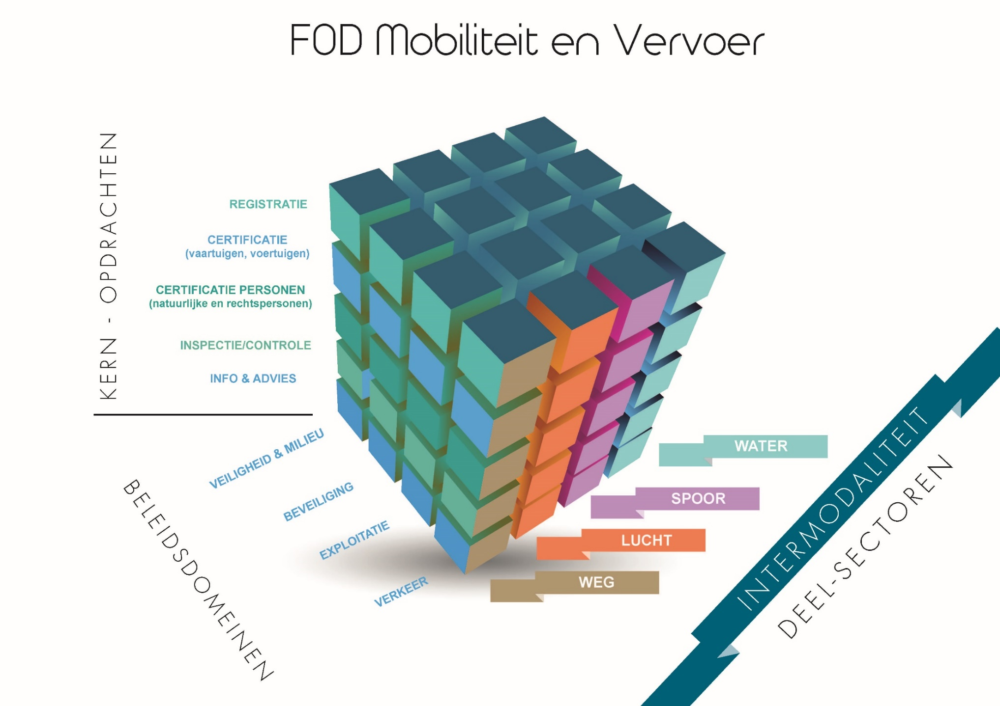 FOD Mobiliteit en Vervoer
KERN - OPDRACHTEN
REGISTRATIE
CERTIFICATIE
(vaartuigen, voertuigen)
CERTIFICATIE PERSONEN
(natuurlijke en rechtspersonen)
INSPECTIE/CONTROLE
INFO & ADVIES
BELEIDSDOMEINEN
VEILIGHEID & MILIEU
BEVEILIGING
EXPLOITATIE
VERKEER
WATER
SPOOR
LUCHT
WEG
INTERMODALITEIT
DEEL-SECTOREN